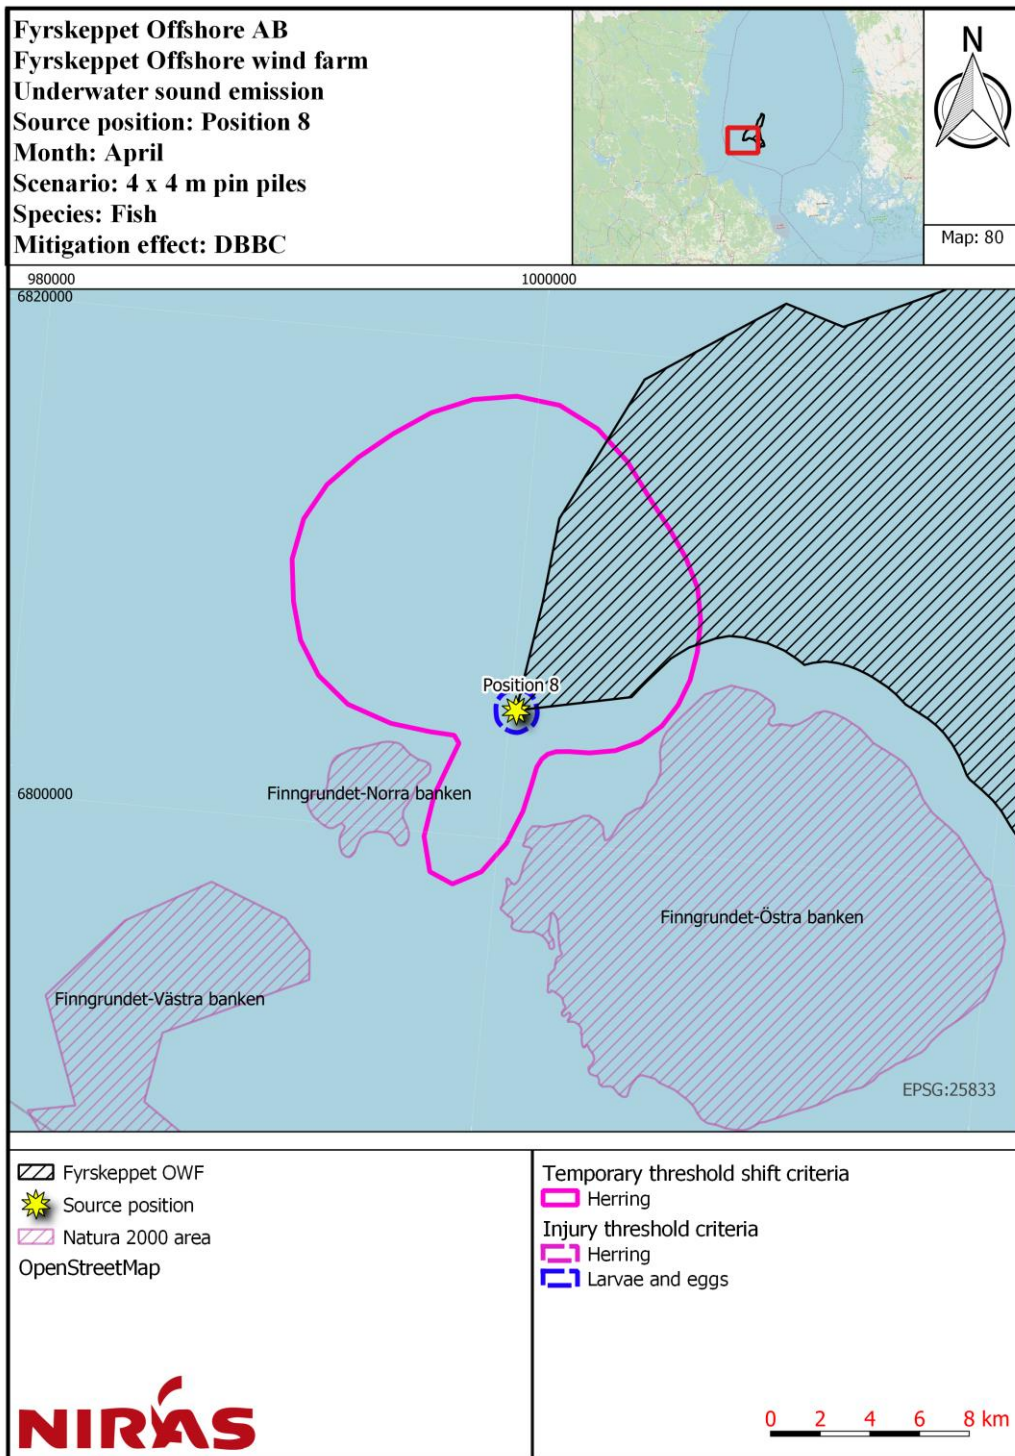 Fyrskeppet Offshore AB
Fyrskeppet Offshore wind farm
Underwater sound emission
Source position: Position 8
Month: April
Scenario: 4 x 4 m pin piles
Species: Fish
Mitigation effect: DBBC
N
Map: 80
980000
1000000
6820000
Position 8
6800000
Finngrundet-Norra banken
Finngrundet-Östra banken
Finngrundet-Västra banken
EPSG:25833
Fyrskeppet OWF
Source position
Natura 2000 area
OpenStreetMap
Temporary threshold shift criteria
Herring
Injury threshold criteria
Herring
Larvae and eggs
NIRAS
0 2 4 6 8 km